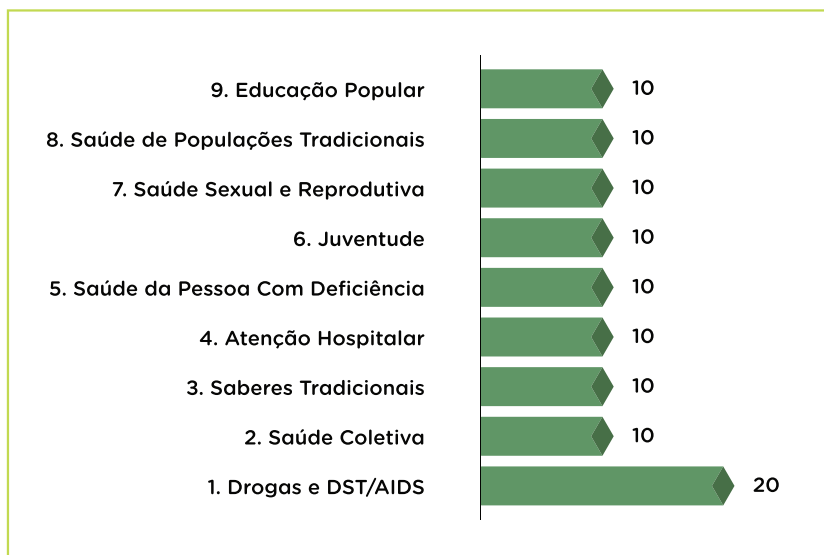 9. Educação Popular 10
8. Saúde de Populações Tradicionais 10
7. Saúde Sexual e Reprodutiva 10
6. Juventude 10
5. Saúde da Pessoa Com Deficiência 10
4. Atenção Hospitalar 10
3. Saberes Tradicionais 10
2. Saúde Coletiva 10
1. Drogas e DST/AIDS 20